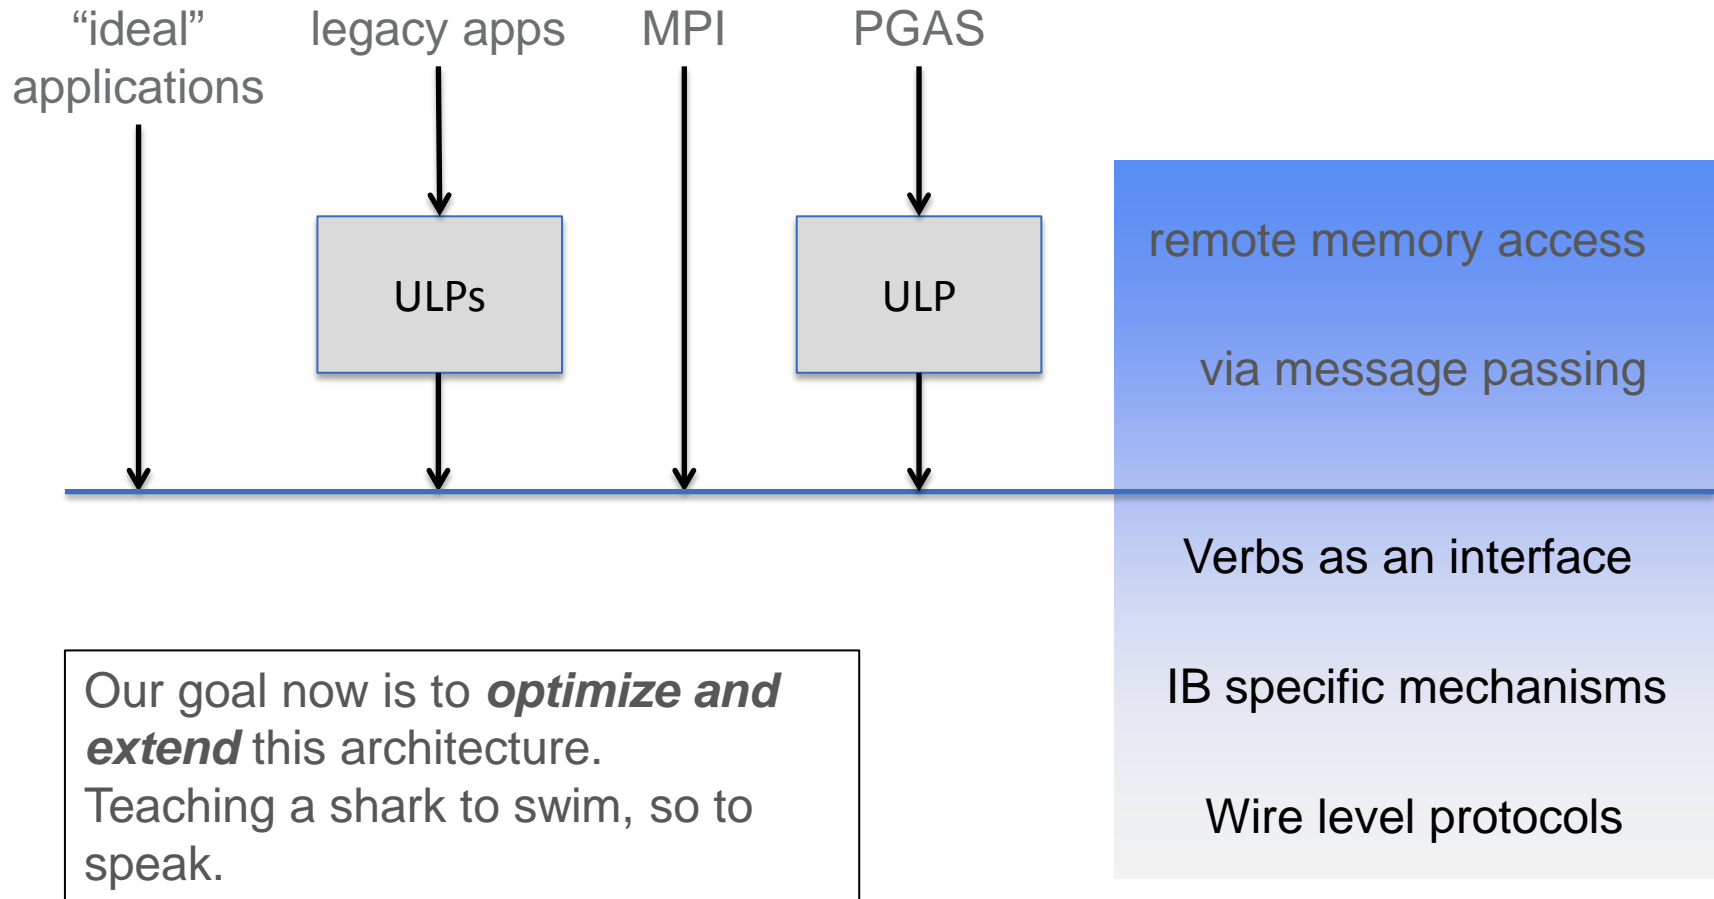 “ideal”
applications
legacy apps
MPI
PGAS
ULPs
ULP
remote memory access
via message passing
Verbs as an interface
IB specific mechanisms
Wire level protocols
Our goal now is to optimize and
extend this architecture.
Teaching a shark to swim, so to
speak.